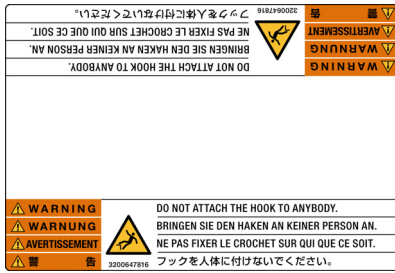 WARNING DO NOT ATTACH THE HOOK TO ANYBODY.
WARNUNG BRINGEN SIE DEN HAKEN AN KEINER PERSON AN.
AVERTISSEMENT NE PAS FIXER LE CROCHET SUR QUI QUE CE SOIT.
警告 3200647816 フックを人体に付けないでください。
WARNING DO NOT ATTACH THE HOOK TO ANYBODY.
WARNUNG BRINGEN SIE DEN HAKEN AN KEINER PERSON AN.
AVERTISSEMENT NE PAS FIXER LE CROCHET SUR QUI QUE CE SOIT.
警告 3200647816 フックを人体に付けないでください。